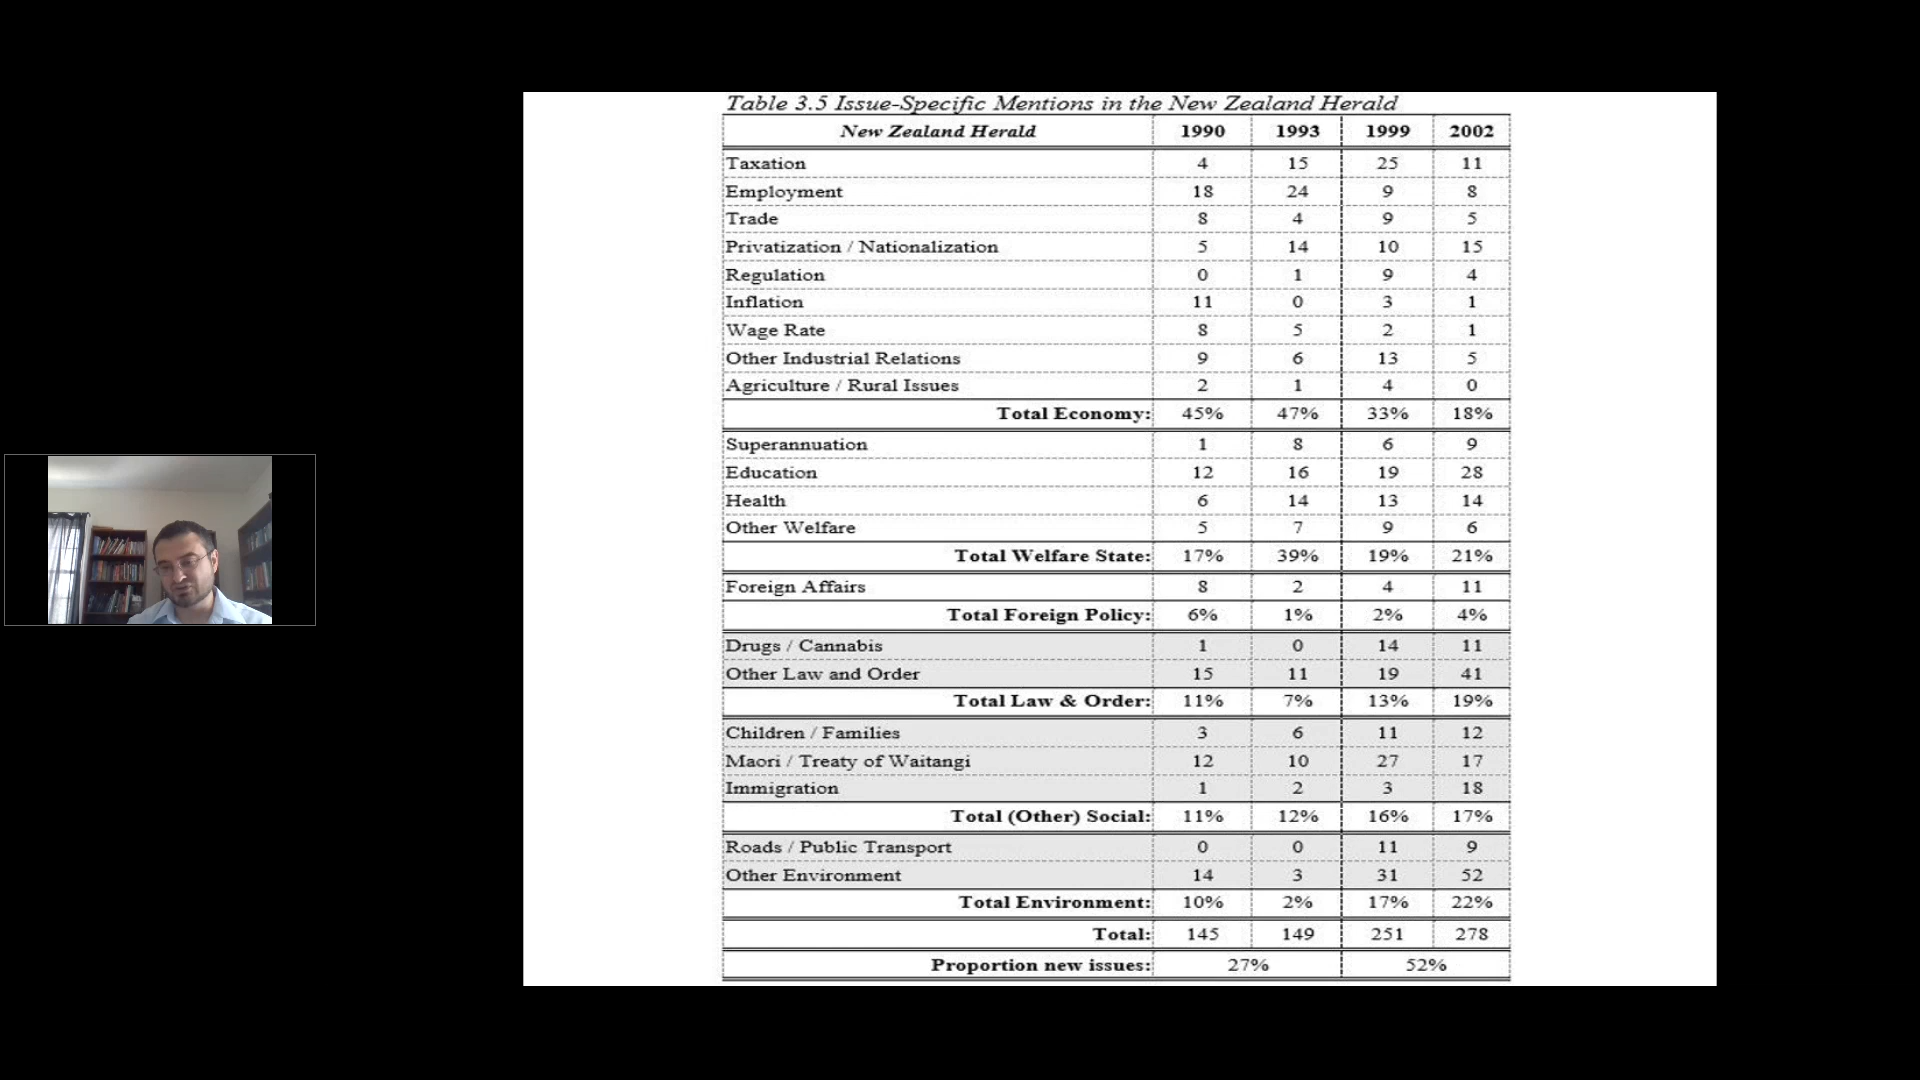 Table 3.5 Issue-Specific Mentions in the New Zealand Herald
New Zealand Herald 1990 1993 1999 2002
Taxation 4 15 25 11
Employment 18 24 9 8
Trade 8 4 9 5
Privatization / Nationalization 5 14 10 15
Regulation 0 1 9 4
Inflation 11 0 3 1
Wage Rate 8 5 2 1
Other Industrial Relations 9 6 13 5
Agriculture / Rural Issues 2 1 4 0
Total Economy: 45% 47% 33% 18%
Superannuation 1 8 6 9
Education 12 16 19 28
Health 6 14 13 14
Other Welfare 5 7 9 6
Total Welfare State: 17% 39% 19% 21%
Foreign Affairs 8 2 4 11
Total Foreign Policy: 6% 1% 2% 4%
Drugs / Cannabis 1 0 14 11
Other Law and Order 15 11 19 41
Total Law & Order: 11% 7% 13% 19%
Children / Families 3 6 11 12
Maori / Treaty of Waitangi 12 10 27 17
Immigration 1 2 3 18
Total (Other) Social: 11% 12% 16% 17%
Roads / Public Transport 0 0 11 9
Other Environment 14 3 31 52
Total Environment: 10% 2% 17% 22%
Total: 145 149 251 278
Proportion new issues: 27% 52%